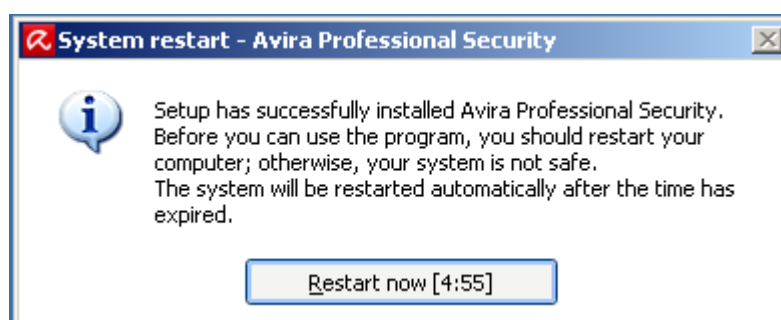 System restart - Avira Professional Security
Setup has successfully installed Avira Professional Security.
Before you can use the program, you should restart your
computer; otherwise, your system is not safe.
The system will be restarted automatically after the time has
expired.
Restart now [4:55]